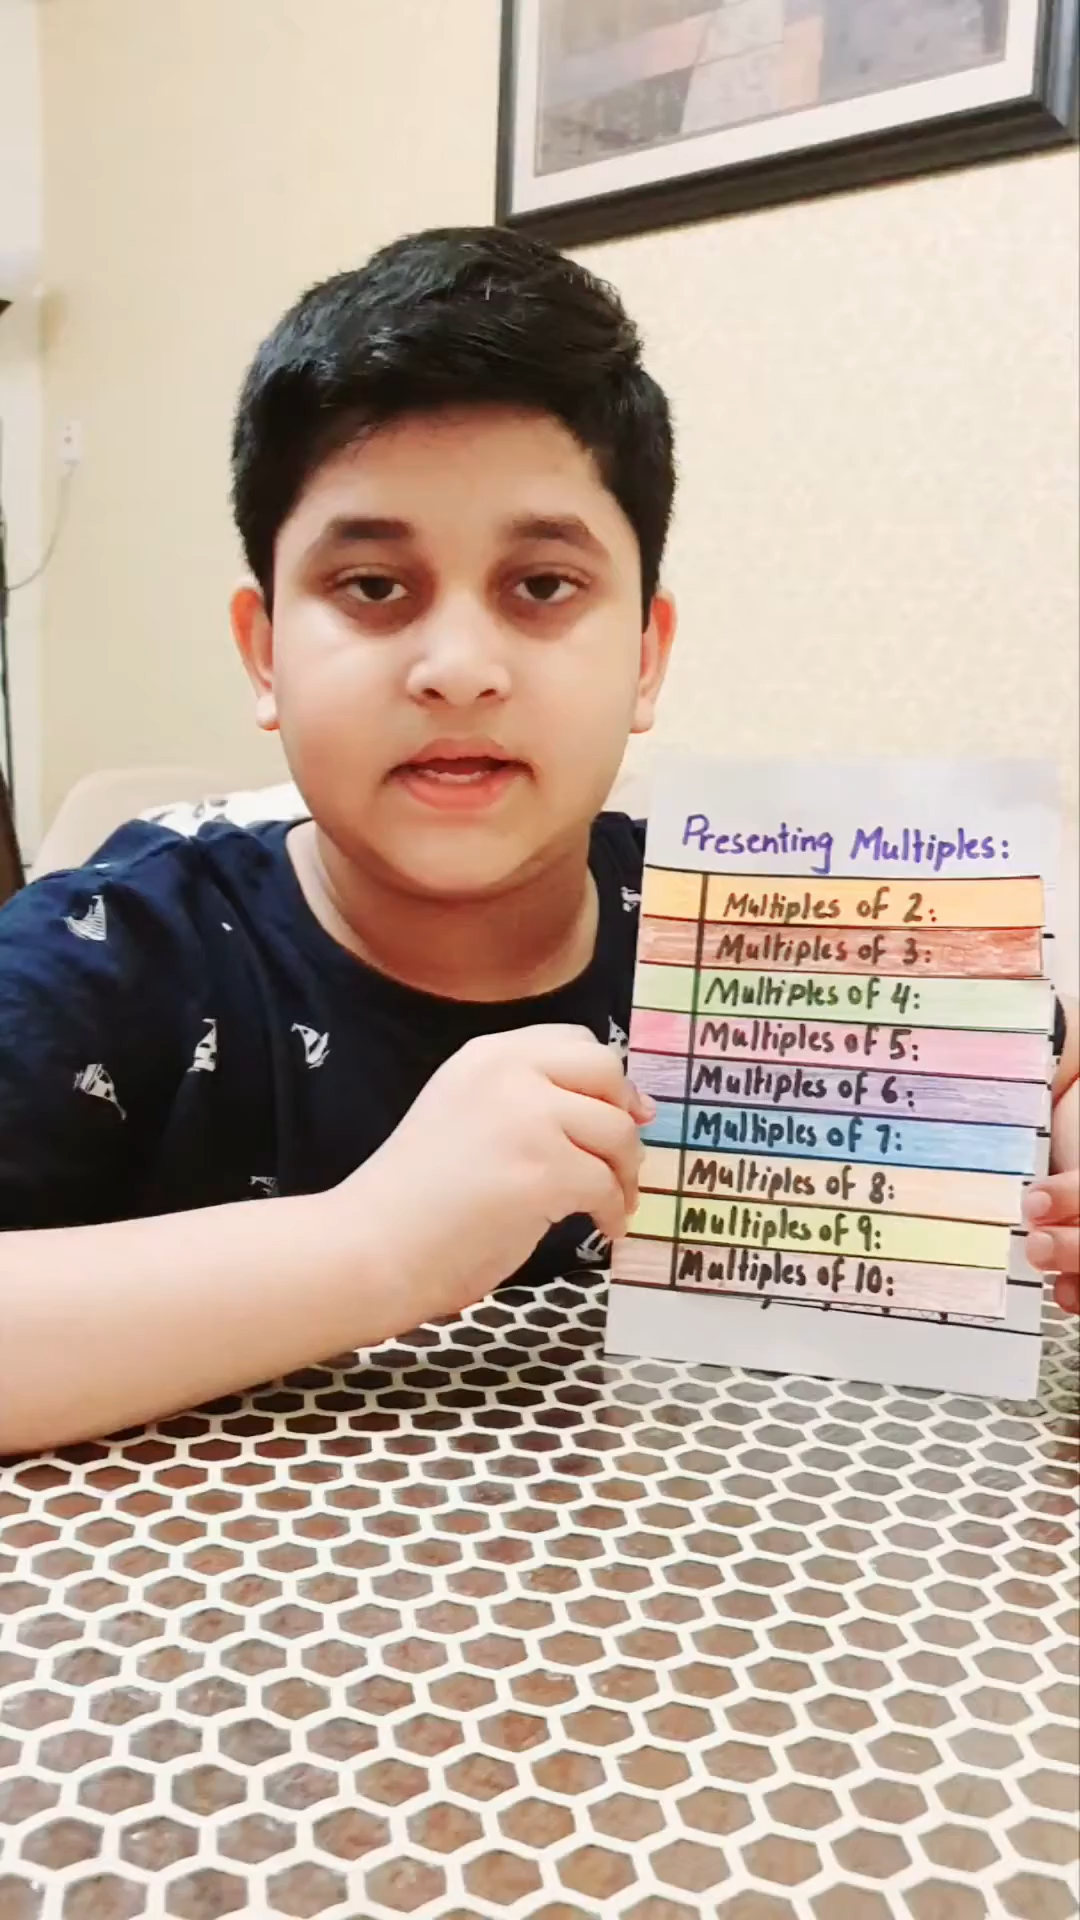 Presenting Multiples:
Multiples of 2:
Multiples of 3:
Multiples of 4:
Multiples of 5:
Multiples of 6:
Multiples of 7:
Multiples of 8:
Multiples of 9:
Multiples of 10: